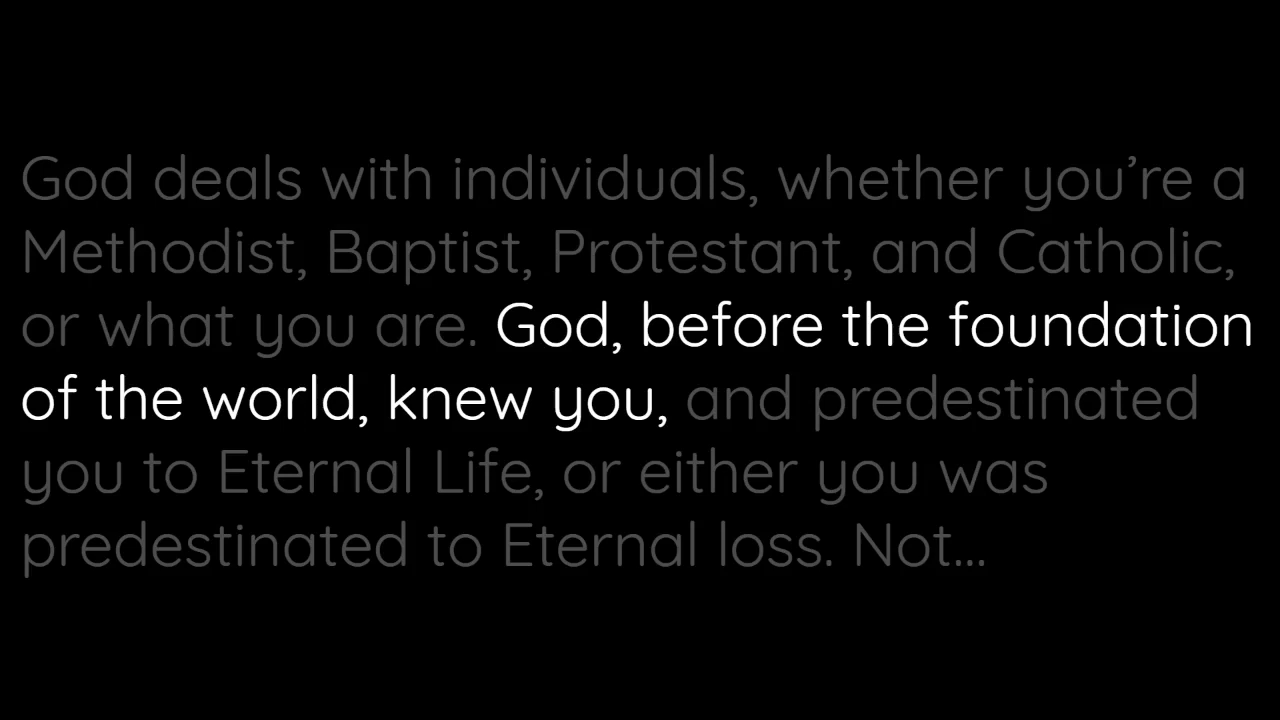 God deals with individuals, whether you’re a
Methodist, Baptist, Protestant, and Catholic,
or what you are. God, before the foundation
of the world, knew you, and predestinated
you to Eternal Life, or either you was
predestinated to Eternal loss. Not...